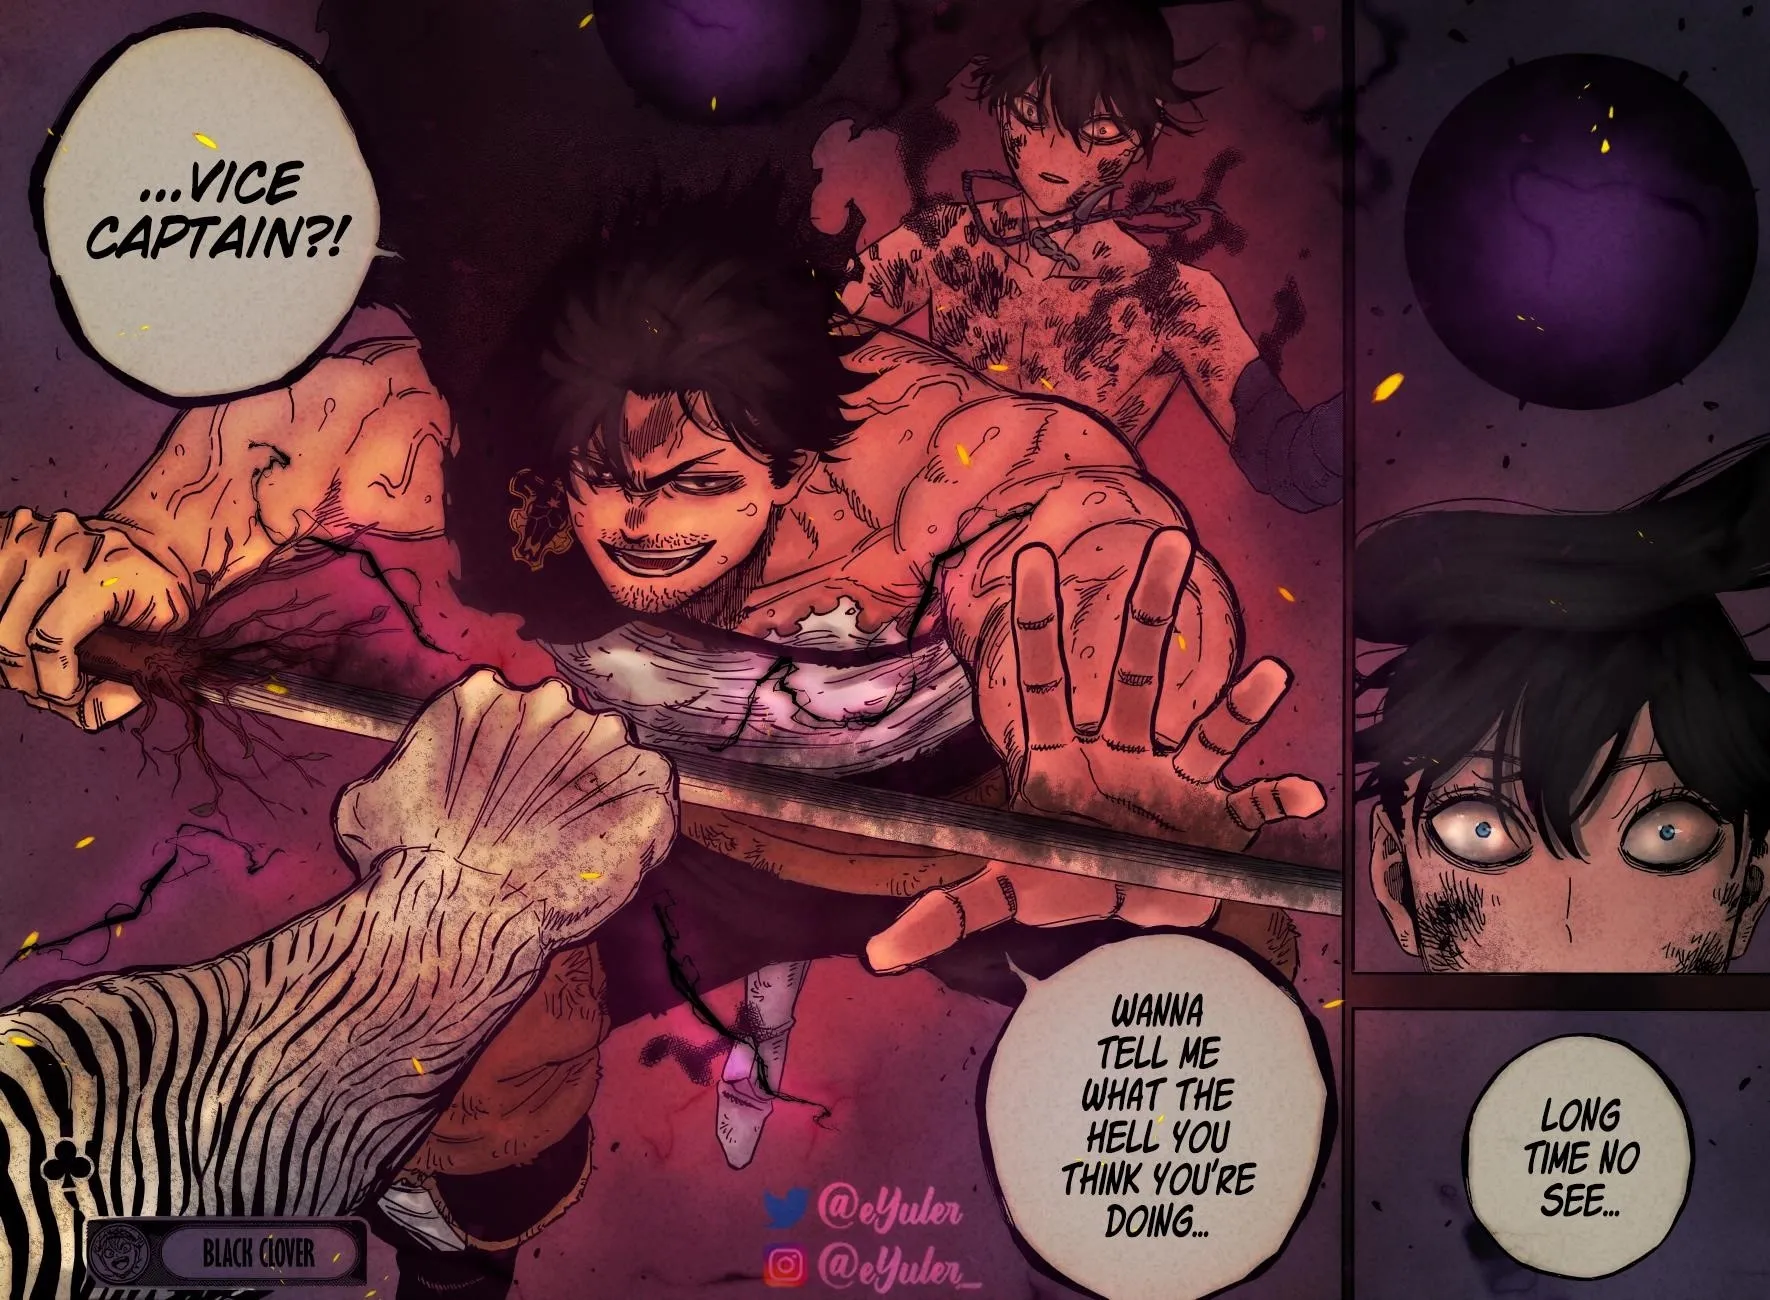 LONG
TIME NO
SEE...
WANNA
TELL ME
WHAT THE
HELL YOU
THINK YOU'RE
DOING...
...VICE
CAPTAIN?!
BLACK CLOVER
@eYuler
@eYuler_